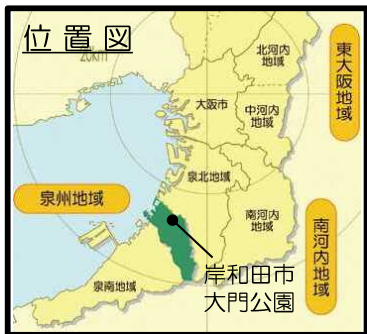 位置図
20km
北河内
地域
東大阪地域
大阪市
中河内
地域
泉北地域
泉州地域
南河内
地域
南河内地域
岸和田市
大門公園
泉南地域